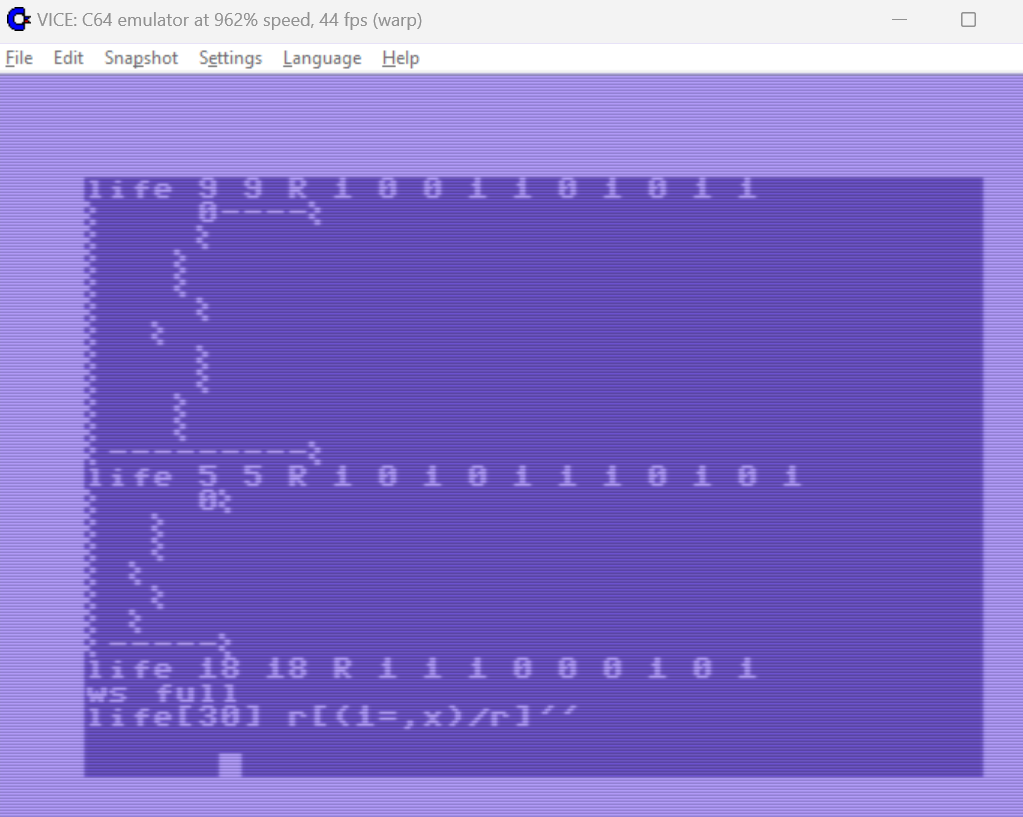 VICE: C64 emulator at 962% speed, 44 fps (warp)
File Edit Snapshot Settings Language Help
life 9 9 R 1 0 0 1 1 0 1 0 1 1
0----
---------
life 5 5 R 1 0 1 0 1 1 1 0 1 0 1
0
-----
life 18 18 R 1 1 1 0 0 0 1 0 1
ws full
life[30] r[(i=,x)/r]´´